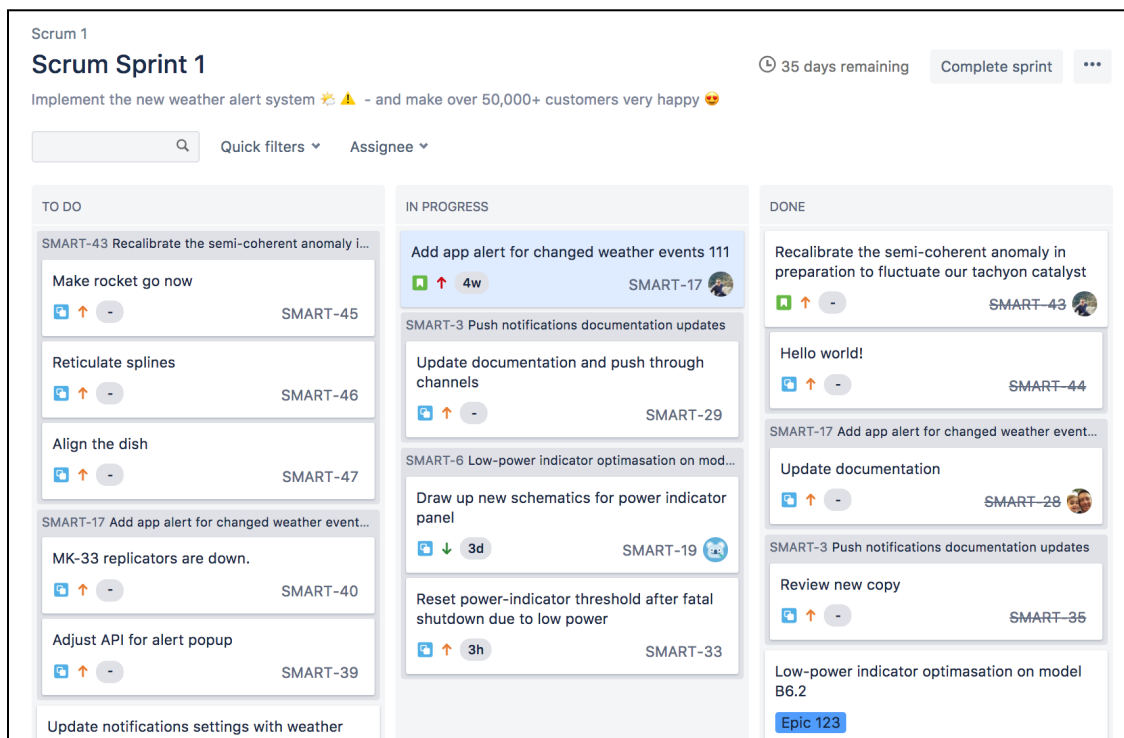 Scrum 1
Scrum Sprint 1
35 days remaining
Complete sprint
Implement the new weather alert system 🌤️ ⚠️ - and make over 50,000+ customers very happy 😍
Quick filters
Assignee
TO DO
SMART-43 Recalibrate the semi-coherent anomaly i...
Make rocket go now
-
SMART-45
Reticulate splines
-
SMART-46
Align the dish
-
SMART-47
SMART-17 Add app alert for changed weather event...
MK-33 replicators are down.
-
SMART-40
Adjust API for alert popup
-
SMART-39
Update notifications settings with weather
IN PROGRESS
Add app alert for changed weather events 111
4w
SMART-17
SMART-3 Push notifications documentation updates
Update documentation and push through
channels
-
SMART-29
SMART-6 Low-power indicator optimasation on mod...
Draw up new schematics for power indicator
panel
3d
SMART-19
Reset power-indicator threshold after fatal
shutdown due to low power
3h
SMART-33
DONE
Recalibrate the semi-coherent anomaly in
preparation to fluctuate our tachyon catalyst
-
SMART-43
Hello world!
-
SMART-44
SMART-17 Add app alert for changed weather event...
Update documentation
-
SMART-28
SMART-3 Push notifications documentation updates
Review new copy
-
SMART-35
Low-power indicator optimasation on model
B6.2
Epic 123